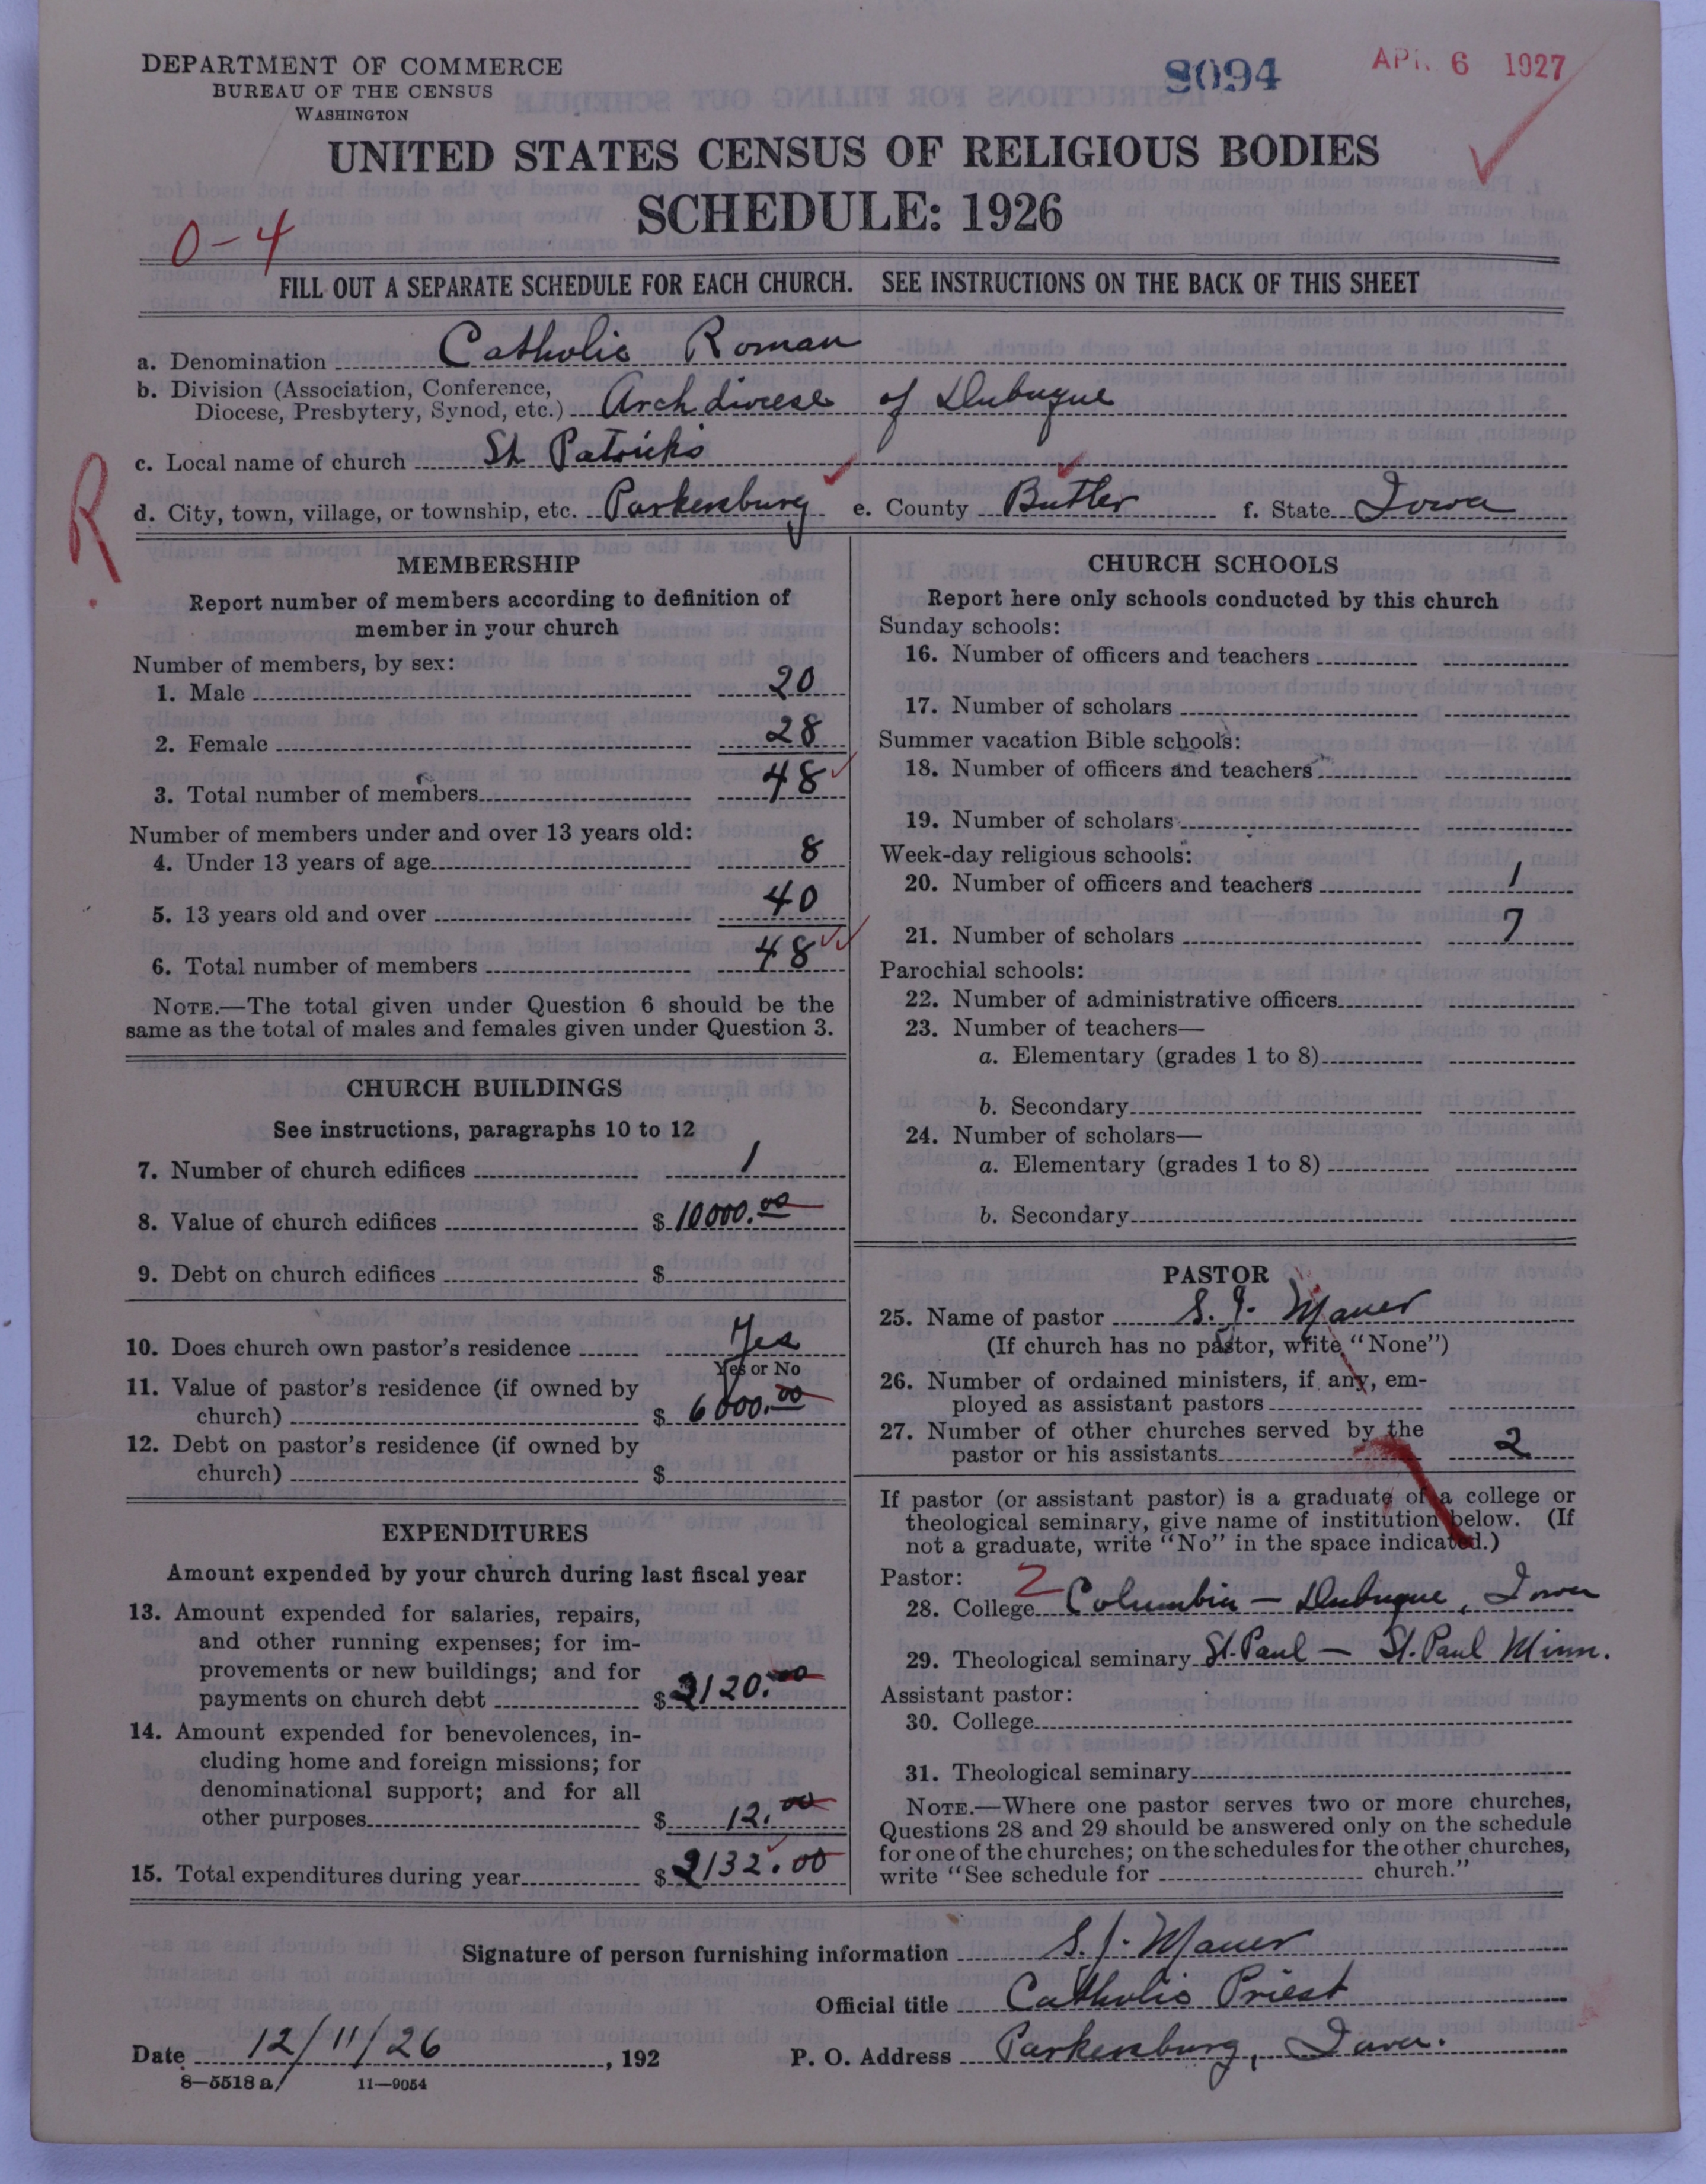 DEPARTMENT OF COMMERCE
BUREAU OF THE CENSUS
WASHINGTON
8094
APR. 6 1927
UNITED STATES CENSUS OF RELIGIOUS BODIES
SCHEDULE: 1926
0-4
FILL OUT A SEPARATE SCHEDULE FOR EACH CHURCH. SEE INSTRUCTIONS ON THE BACK OF THIS SHEET
a. Denomination Catholic Roman
b. Division (Association, Conference,
Diocese, Presbytery, Synod, etc.) Archdiocese of Dubuque
c. Local name of church St Patricks
R.
d. City, town, village, or township, etc. Parkersburg e. County Butler f. State Iowa
MEMBERSHIP
Report number of members according to definition of
member in your church
Number of members, by sex:
1. Male 20
2. Female 28
3. Total number of members 48
Number of members under and over 13 years old:
4. Under 13 years of age 8
5. 13 years old and over 40
6. Total number of members 48
NOTE.—The total given under Question 6 should be the
same as the total of males and females given under Question 3.
CHURCH BUILDINGS
See instructions, paragraphs 10 to 12
7. Number of church edifices 1
8. Value of church edifices $ 10000.00
9. Debt on church edifices $
10. Does church own pastor's residence Yes
Yes or No
11. Value of pastor's residence (if owned by
church) $ 6000.00
12. Debt on pastor's residence (if owned by
church) $
EXPENDITURES
Amount expended by your church during last fiscal year
13. Amount expended for salaries, repairs,
and other running expenses; for im-
provements or new buildings; and for
payments on church debt $ 2120.00
14. Amount expended for benevolences, in-
cluding home and foreign missions; for
denominational support; and for all
other purposes $ 12.00
15. Total expenditures during year $ 2132.00
CHURCH SCHOOLS
Report here only schools conducted by this church
Sunday schools:
16. Number of officers and teachers
17. Number of scholars
Summer vacation Bible schools:
18. Number of officers and teachers
19. Number of scholars
Week-day religious schools:
20. Number of officers and teachers 1
21. Number of scholars 7
Parochial schools:
22. Number of administrative officers
23. Number of teachers—
a. Elementary (grades 1 to 8)
b. Secondary
24. Number of scholars—
a. Elementary (grades 1 to 8)
b. Secondary
PASTOR
25. Name of pastor S. J. Mauer
(If church has no pastor, write "None")
26. Number of ordained ministers, if any, em-
ployed as assistant pastors
27. Number of other churches served by the
pastor or his assistants 2
If pastor (or assistant pastor) is a graduate of a college or
theological seminary, give name of institution below. (If
not a graduate, write "No" in the space indicated.)
Pastor: 2
28. College Columbia — Dubuque, Iowa
29. Theological seminary St. Paul — St. Paul Minn.
Assistant pastor:
30. College
31. Theological seminary
NOTE.—Where one pastor serves two or more churches,
Questions 28 and 29 should be answered only on the schedule
for one of the churches; on the schedules for the other churches,
write "See schedule for church."
Signature of person furnishing information S. J. Mauer
Official title Catholic Priest
Date 12/11/26, 192 P. O. Address Parkersburg, Iowa.
8—5518 a 11—9054